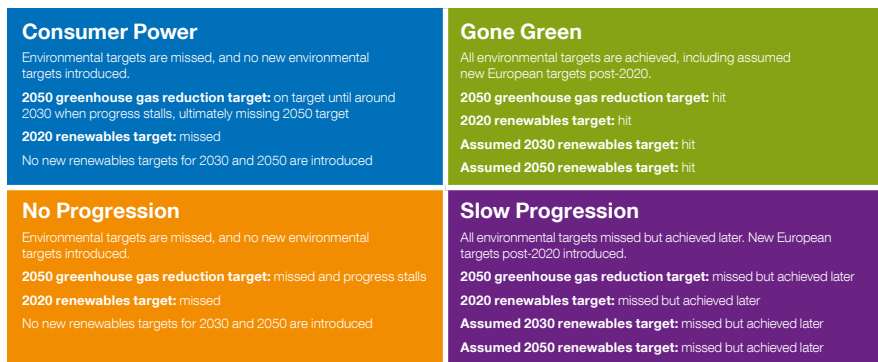 Consumer Power
Environmental targets are missed, and no new environmental
targets introduced.
2050 greenhouse gas reduction target: on target until around
2030 when progress stalls, ultimately missing 2050 target
2020 renewables target: missed
No new renewables targets for 2030 and 2050 are introduced
Gone Green
All environmental targets are achieved, including assumed
new European targets post-2020.
2050 greenhouse gas reduction target: hit
2020 renewables target: hit
Assumed 2030 renewables target: hit
Assumed 2050 renewables target: hit
No Progression
Environmental targets are missed, and no new environmental
targets introduced.
2050 greenhouse gas reduction target: missed and progress stalls
2020 renewables target: missed
No new renewables targets for 2030 and 2050 are introduced
Slow Progression
All environmental targets missed but achieved later. New European
targets post-2020 introduced.
2050 greenhouse gas reduction target: missed but achieved later
2020 renewables target: missed but achieved later
Assumed 2030 renewables target: missed but achieved later
Assumed 2050 renewables target: missed but achieved later